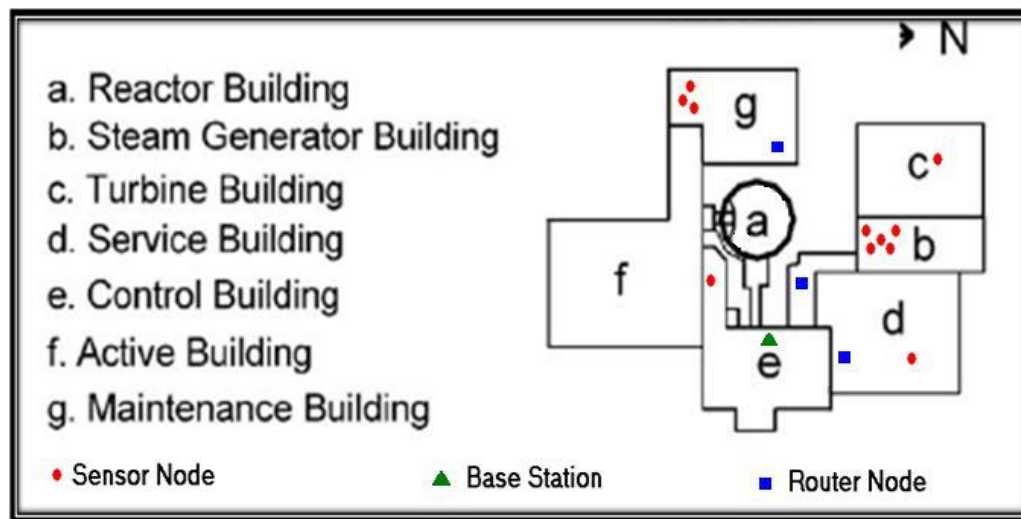 N
a. Reactor Building
b. Steam Generator Building
c. Turbine Building
d. Service Building
e. Control Building
f. Active Building
g. Maintenance Building
g
c
a
b
f
d
e
Sensor Node
Base Station
Router Node